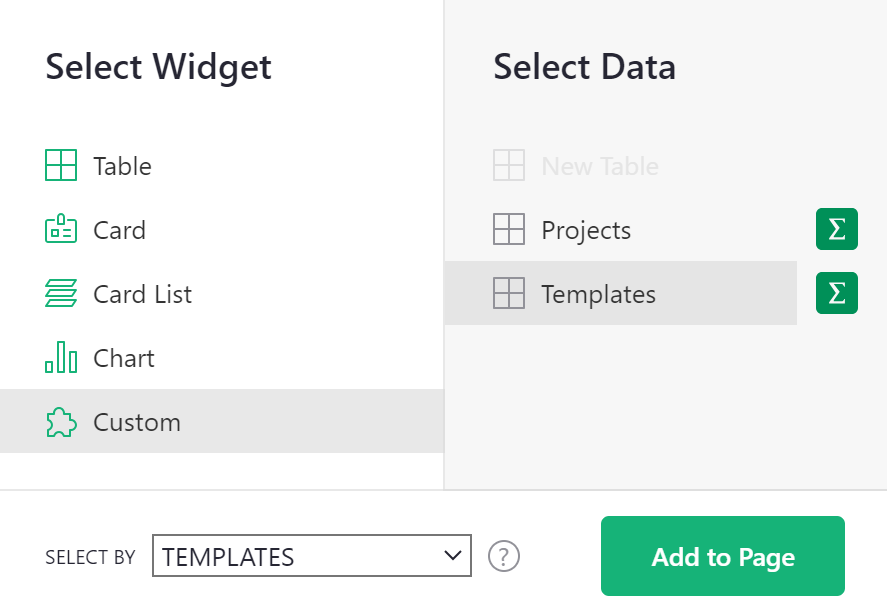 Select Widget
Table
Card
Card List
Chart
Custom
Select Data
New Table
Projects
Σ
Templates
Σ
SELECT BY
TEMPLATES
?
Add to Page